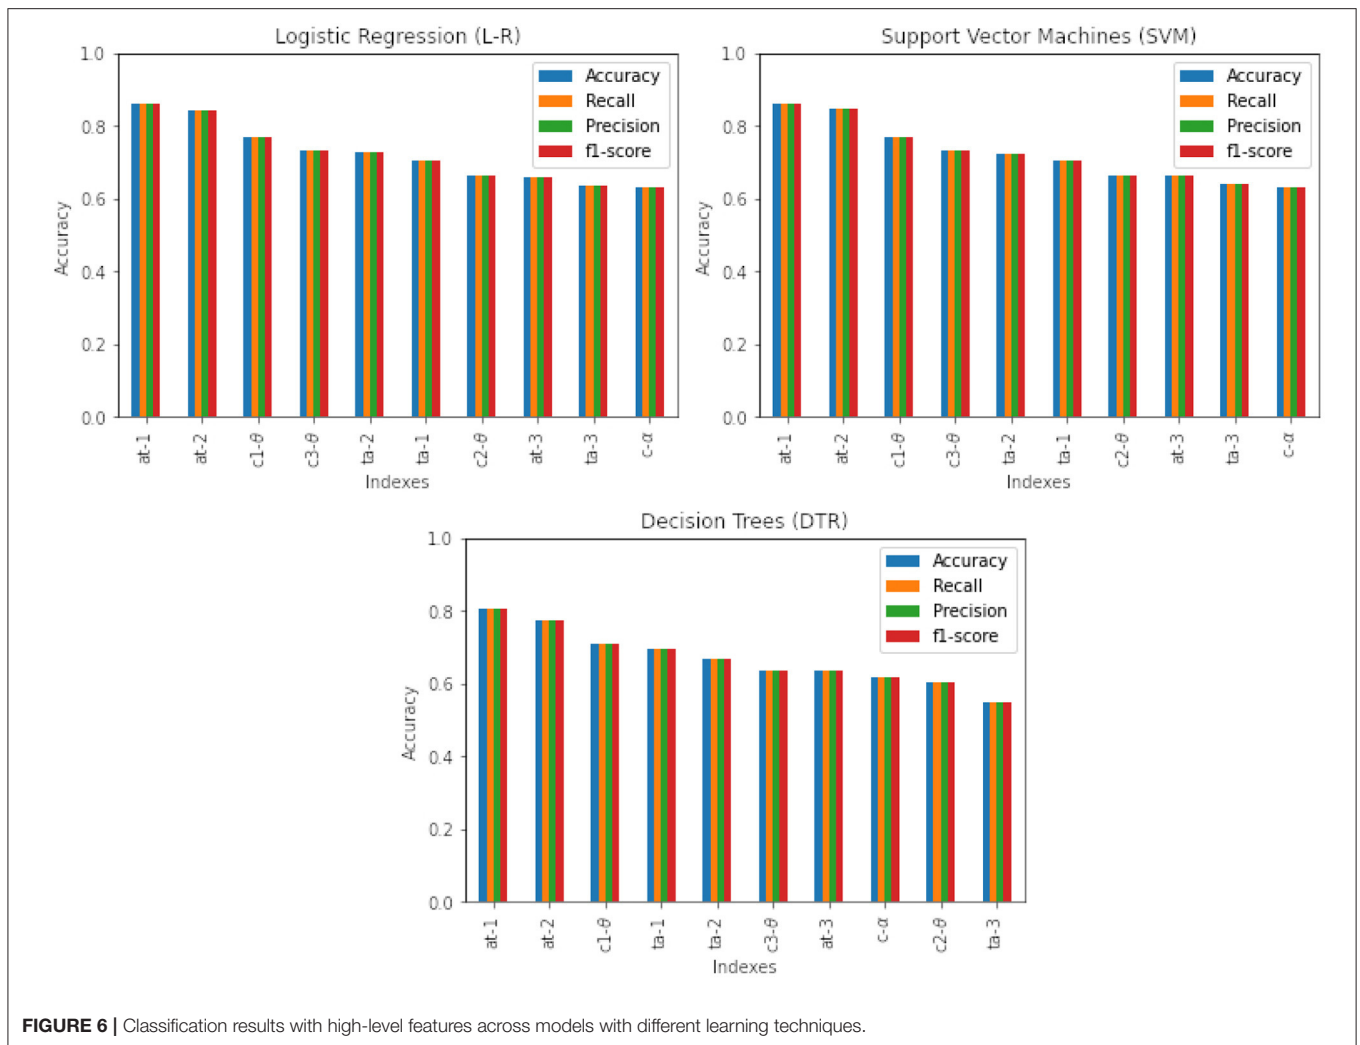 Logistic Regression (L-R)
1.0
0.8
0.6
0.4
0.2
0.0
Accuracy
Accuracy
Recall
Precision
f1-score
at-1
at-2
c1-θ
c3-θ
ta-2
ta-1
c2-θ
at-3
ta-3
c-α
Indexes
Support Vector Machines (SVM)
1.0
0.8
0.6
0.4
0.2
0.0
Accuracy
Accuracy
Recall
Precision
f1-score
at-1
at-2
c1-θ
c3-θ
ta-2
ta-1
c2-θ
at-3
ta-3
c-α
Indexes
Decision Trees (DTR)
1.0
0.8
0.6
0.4
0.2
0.0
Accuracy
Accuracy
Recall
Precision
f1-score
at-1
at-2
c1-θ
ta-1
ta-2
c3-θ
at-3
c-α
c2-θ
ta-3
Indexes
FIGURE 6 | Classification results with high-level features across models with different learning techniques.